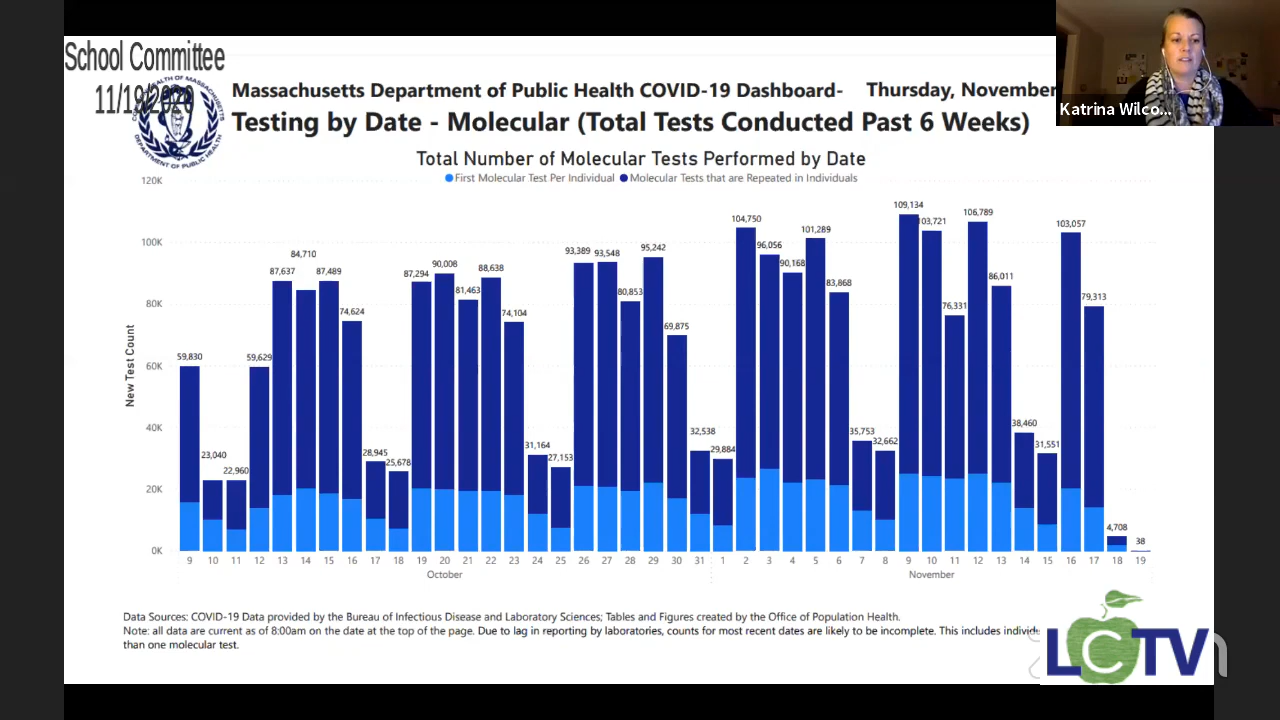 School Committee
11/19/2020
Katrina Wilco...
Massachusetts Department of Public Health COVID-19 Dashboard- Thursday, November
Testing by Date - Molecular (Total Tests Conducted Past 6 Weeks)
Total Number of Molecular Tests Performed by Date
First Molecular Test Per Individual Molecular Tests that are Repeated in Individuals
New Test Count
120K
100K
80K
60K
40K
20K
0K
59,830
23,040
22,960
59,629
87,637
84,710
87,489
74,624
28,945
25,678
87,294
90,008
81,463
88,638
74,104
31,164
27,153
93,389
93,548
80,853
95,242
69,875
32,538
29,884
104,750
96,056
90,168
101,289
83,868
35,753
32,662
109,134
103,721
76,331
106,789
86,011
38,460
31,551
103,057
79,313
4,708
38
9 10 11 12 13 14 15 16 17 18 19 20 21 22 23 24 25 26 27 28 29 30 31 1 2 3 4 5 6 7 8 9 10 11 12 13 14 15 16 17 18 19
October November
Data Sources: COVID-19 Data provided by the Bureau of Infectious Disease and Laboratory Sciences; Tables and Figures created by the Office of Population Health.
Note: all data are current as of 8:00am on the date at the top of the page. Due to lag in reporting by laboratories, counts for most recent dates are likely to be incomplete. This includes
than one molecular test.
LCTV